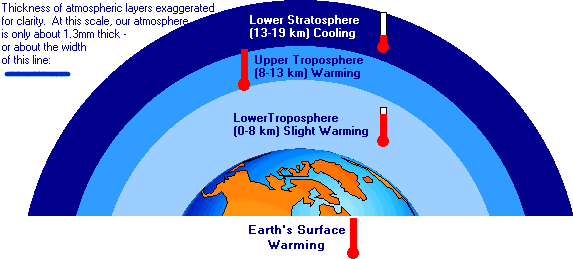 Thickness of atmospheric layers exaggerated
for clarity. At this scale, our atmosphere
is only about 1.3mm thick -
or about the width
of this line:
Lower Stratosphere
(13-19 km) Cooling
Upper Troposphere
(8-13 km) Warming
LowerTroposphere
(0-8 km) Slight Warming
Earth's Surface
Warming